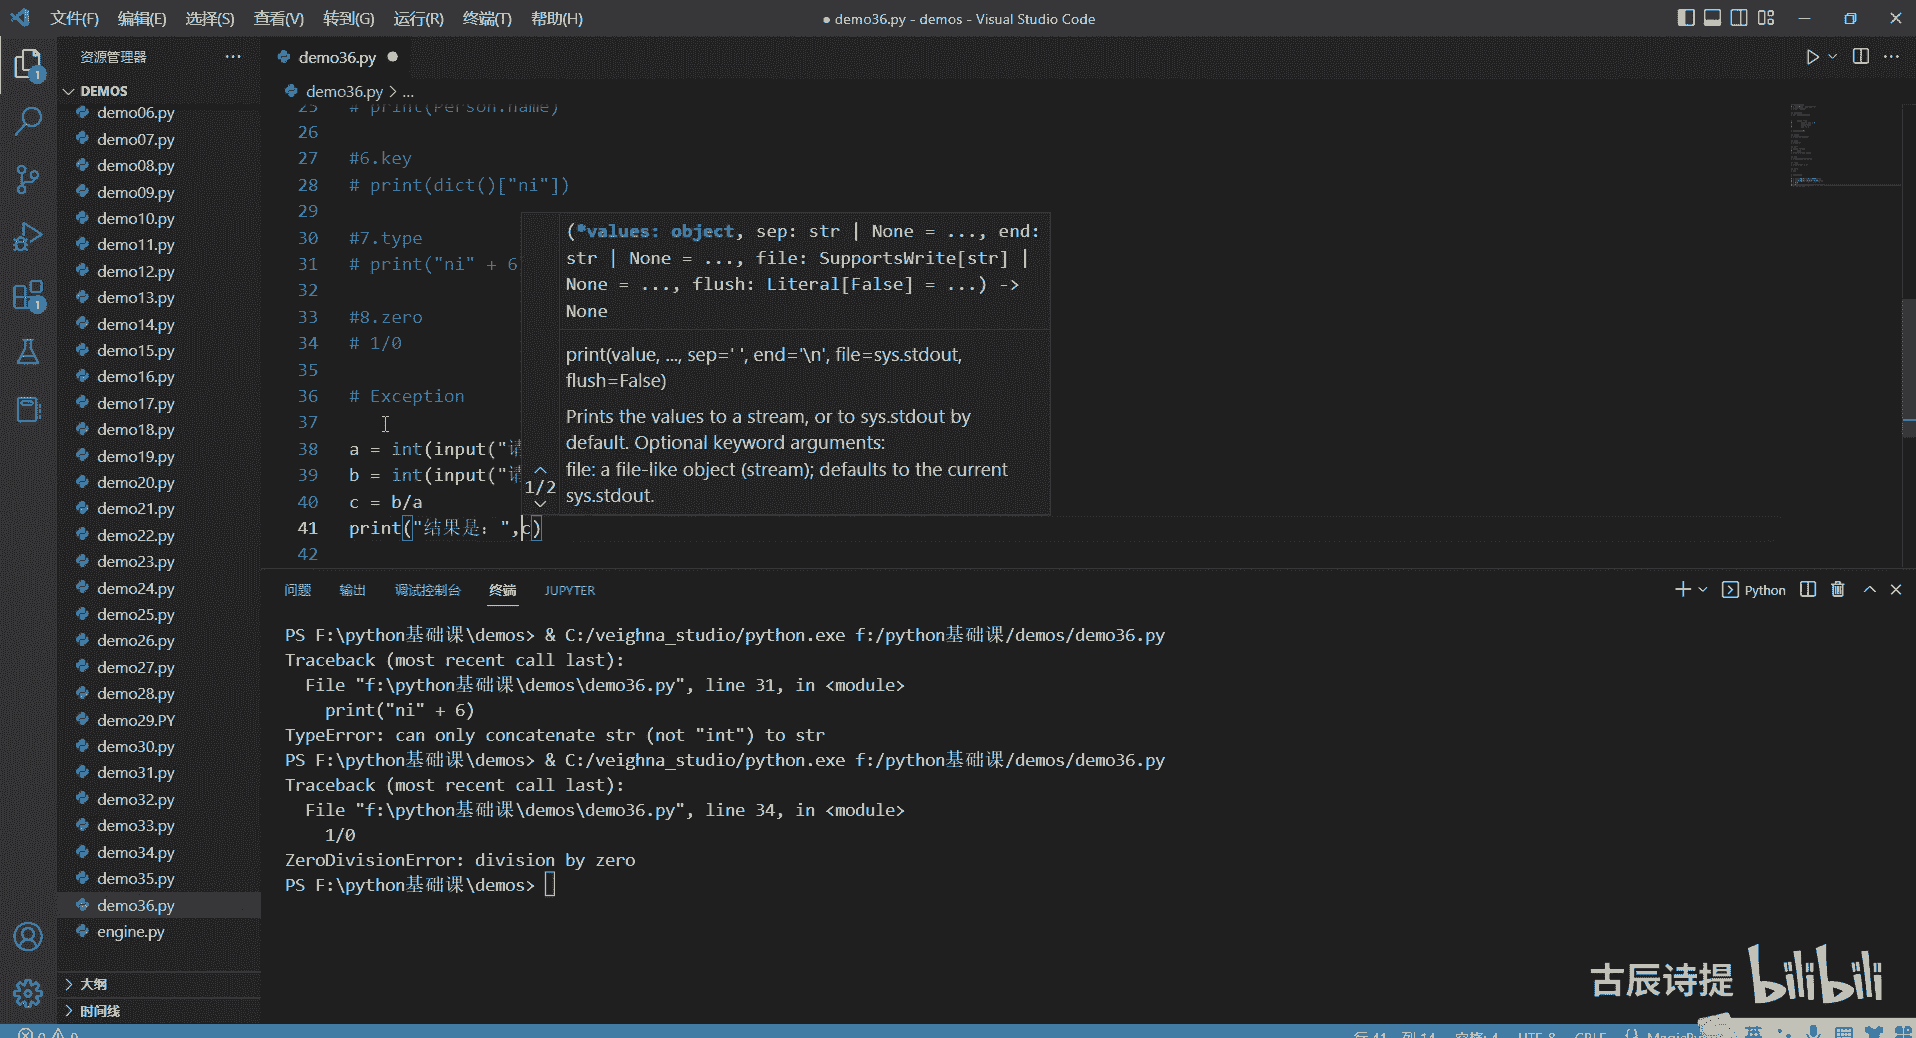 文件(F) 编辑(E) 选择(S) 查看(V) 转到(G) 运行(R) 终端(T) 帮助(H)
● demo36.py - demos - Visual Studio Code
资源管理器
DEMOS
demo06.py
demo07.py
demo08.py
demo09.py
demo10.py
demo11.py
demo12.py
demo13.py
demo14.py
demo15.py
demo16.py
demo17.py
demo18.py
demo19.py
demo20.py
demo21.py
demo22.py
demo23.py
demo24.py
demo25.py
demo26.py
demo27.py
demo28.py
demo29.PY
demo30.py
demo31.py
demo32.py
demo33.py
demo34.py
demo35.py
demo36.py
engine.py
大纲
时间线
demo36.py ●
demo36.py > ...
25 # print(Person.name)
26
27 #6.key
28 # print(dict()["ni"])
29
30 #7.type
31 # print("ni" + 6
32
33 #8.zero
34 # 1/0
35
36 # Exception
37
38 a = int(input("请
39 b = int(input("请
40 c = b/a
41 print("结果是：",c)
42
(*values: object, sep: str | None = ..., end:
str | None = ..., file: SupportsWrite[str] |
None = ..., flush: Literal[False] = ...) ->
None
print(value, ..., sep=' ', end='\n', file=sys.stdout,
flush=False)
Prints the values to a stream, or to sys.stdout by
default. Optional keyword arguments:
file: a file-like object (stream); defaults to the current
sys.stdout.
1/2
问题 输出 调试控制台 终端 JUPYTER
Python
PS F:\python基础课\demos> & C:/veighna_studio/python.exe f:/python基础课/demos/demo36.py
Traceback (most recent call last):
File "f:\python基础课\demos\demo36.py", line 31, in <module>
print("ni" + 6)
TypeError: can only concatenate str (not "int") to str
PS F:\python基础课\demos> & C:/veighna_studio/python.exe f:/python基础课/demos/demo36.py
Traceback (most recent call last):
File "f:\python基础课\demos\demo36.py", line 34, in <module>
1/0
ZeroDivisionError: division by zero
PS F:\python基础课\demos>
古辰诗提 bilibili
行 41, 列 14 空格: 4 UTF-8 CRLF
英